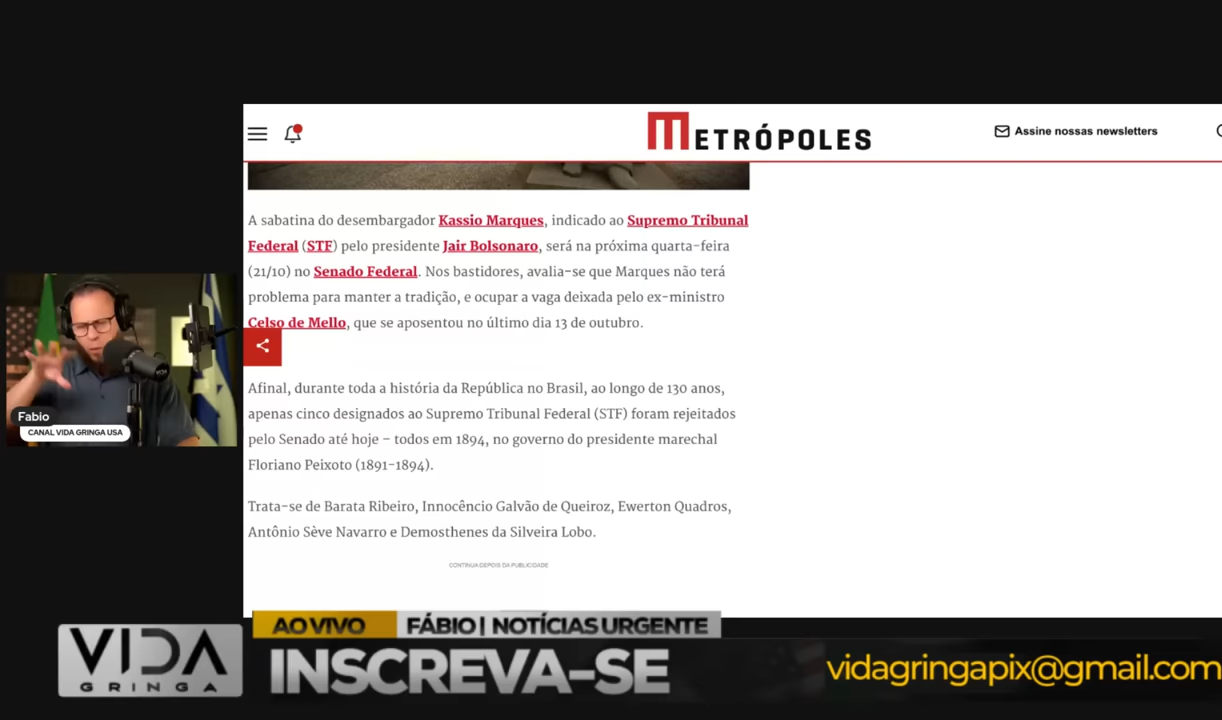 METRÓPOLES
Assine nossas newsletters
A sabatina do desembargador Kassio Marques, indicado ao Supremo Tribunal
Federal (STF) pelo presidente Jair Bolsonaro, será na próxima quarta-feira
(21/10) no Senado Federal. Nos bastidores, avalia-se que Marques não terá
problema para manter a tradição, e ocupar a vaga deixada pelo ex-ministro
Celso de Mello, que se aposentou no último dia 13 de outubro.
Afinal, durante toda a história da República no Brasil, ao longo de 130 anos,
apenas cinco designados ao Supremo Tribunal Federal (STF) foram rejeitados
pelo Senado até hoje – todos em 1894, no governo do presidente marechal
Floriano Peixoto (1891-1894).
Trata-se de Barata Ribeiro, Innocêncio Galvão de Queiroz, Ewerton Quadros,
Antônio Sève Navarro e Demosthenes da Silveira Lobo.
CONTINUA DEPOIS DA PUBLICIDADE
Fabio
CANAL VIDA GRINGA USA
AO VIVO FÁBIO | NOTÍCIAS URGENTE
VIDA
GRINGA
INSCREVA-SE
vidagringapix@gmail.com